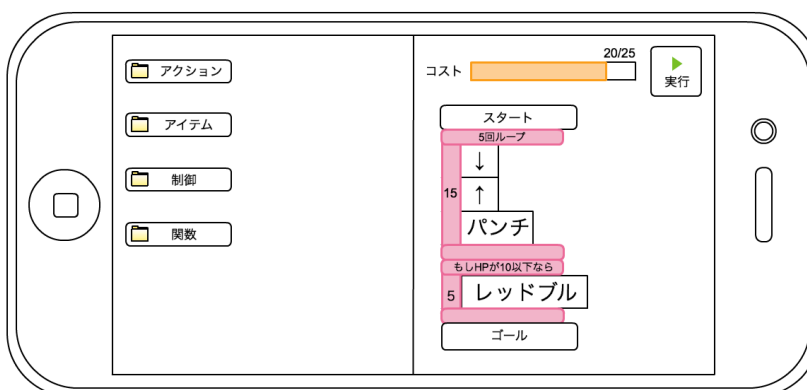 アクション
アイテム
制御
関数
コスト
20/25
実行
スタート
5回ループ
↓
15
↑
パンチ
もしHPが10以下なら
5
レッドブル
ゴール